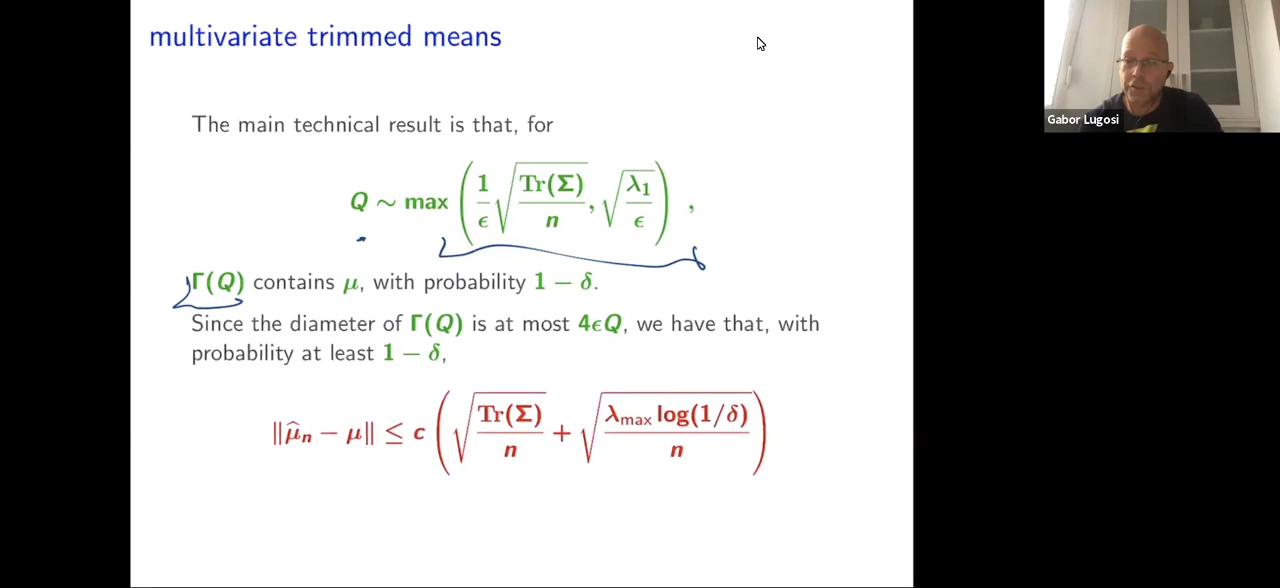 multivariate trimmed means
The main technical result is that, for
Q ∼ max ( 1/ϵ √(Tr(Σ)/n), √(λ₁/ϵ) ) ,
Γ(Q) contains μ, with probability 1 − δ.
Since the diameter of Γ(Q) is at most 4ϵQ, we have that, with
probability at least 1 − δ,
‖μ̂ₙ − μ‖ ≤ c ( √(Tr(Σ)/n) + √(λmax log(1/δ)/n) )
Gabor Lugosi